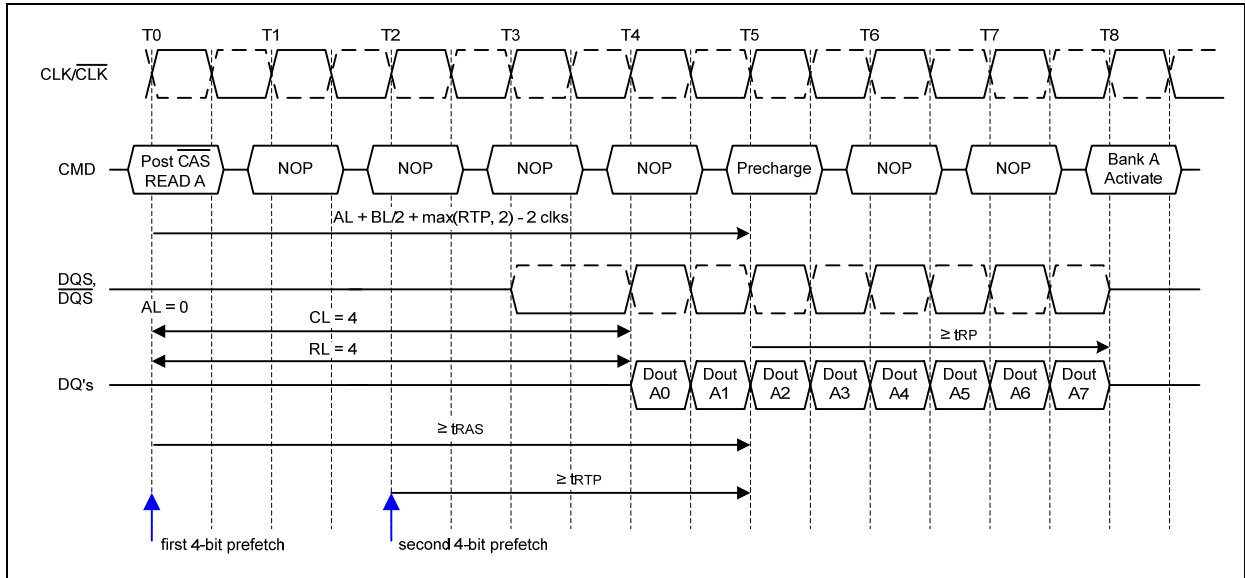 T0 T1 T2 T3 T4 T5 T6 T7 T8
CLK/CLK
CMD
Post CAS
READ A
NOP
NOP
NOP
NOP
Precharge
NOP
NOP
Bank A
Activate
AL + BL/2 + max(RTP, 2) - 2 clks
DQS,
DQS
AL = 0
CL = 4
RL = 4
≥ tRP
DQ's
Dout
A0
Dout
A1
Dout
A2
Dout
A3
Dout
A4
Dout
A5
Dout
A6
Dout
A7
≥ tRAS
≥ tRTP
first 4-bit prefetch
second 4-bit prefetch